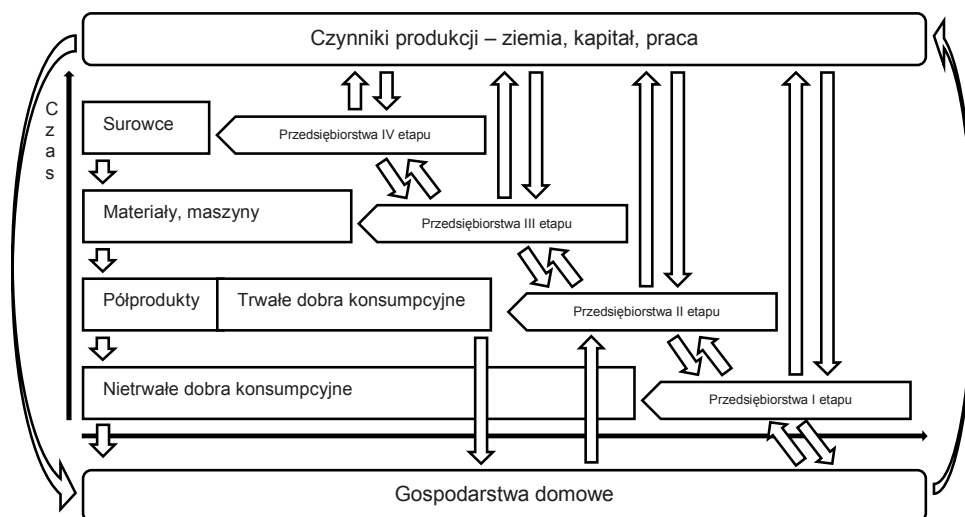 Czynniki produkcji – ziemia, kapitał, praca
Czas
Surowce
Przedsiębiorstwa IV etapu
Materiały, maszyny
Przedsiębiorstwa III etapu
Półprodukty
Trwałe dobra konsumpcyjne
Przedsiębiorstwa II etapu
Nietrwałe dobra konsumpcyjne
Przedsiębiorstwa I etapu
Gospodarstwa domowe